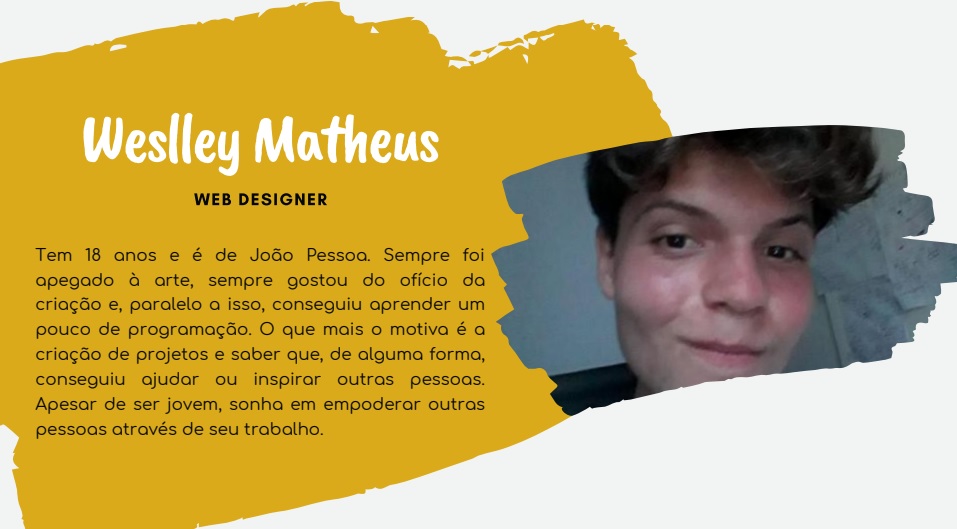 Weslley Matheus
WEB DESIGNER
Tem 18 anos e é de João Pessoa. Sempre foi
apegado à arte, sempre gostou do ofício da
criação e, paralelo a isso, conseguiu aprender um
pouco de programação. O que mais o motiva é a
criação de projetos e saber que, de alguma forma,
conseguiu ajudar ou inspirar outras pessoas.
Apesar de ser jovem, sonha em empoderar outras
pessoas através de seu trabalho.